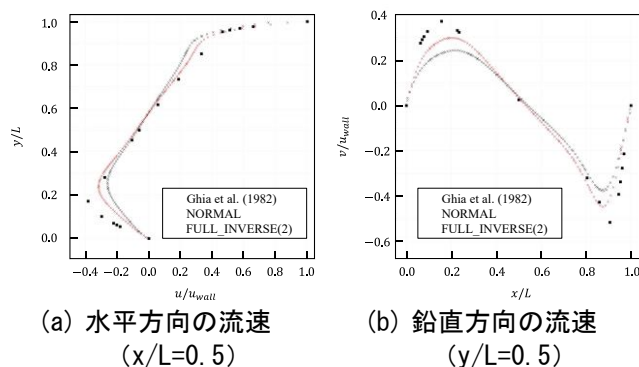 1.0
0.8
0.6
0.4
0.2
0.0
y/L
Ghia et al. (1982)
NORMAL
FULL_INVERSE(2)
−0.4 −0.2 0.0 0.2 0.4 0.6 0.8 1.0
u/u_wall
(a) 水平方向の流速
(x/L=0.5)
0.4
0.2
0.0
−0.2
−0.4
−0.6
v/u_wall
Ghia et al. (1982)
NORMAL
FULL_INVERSE(2)
0.0 0.2 0.4 0.6 0.8 1.0
x/L
(b) 鉛直方向の流速
(y/L=0.5)